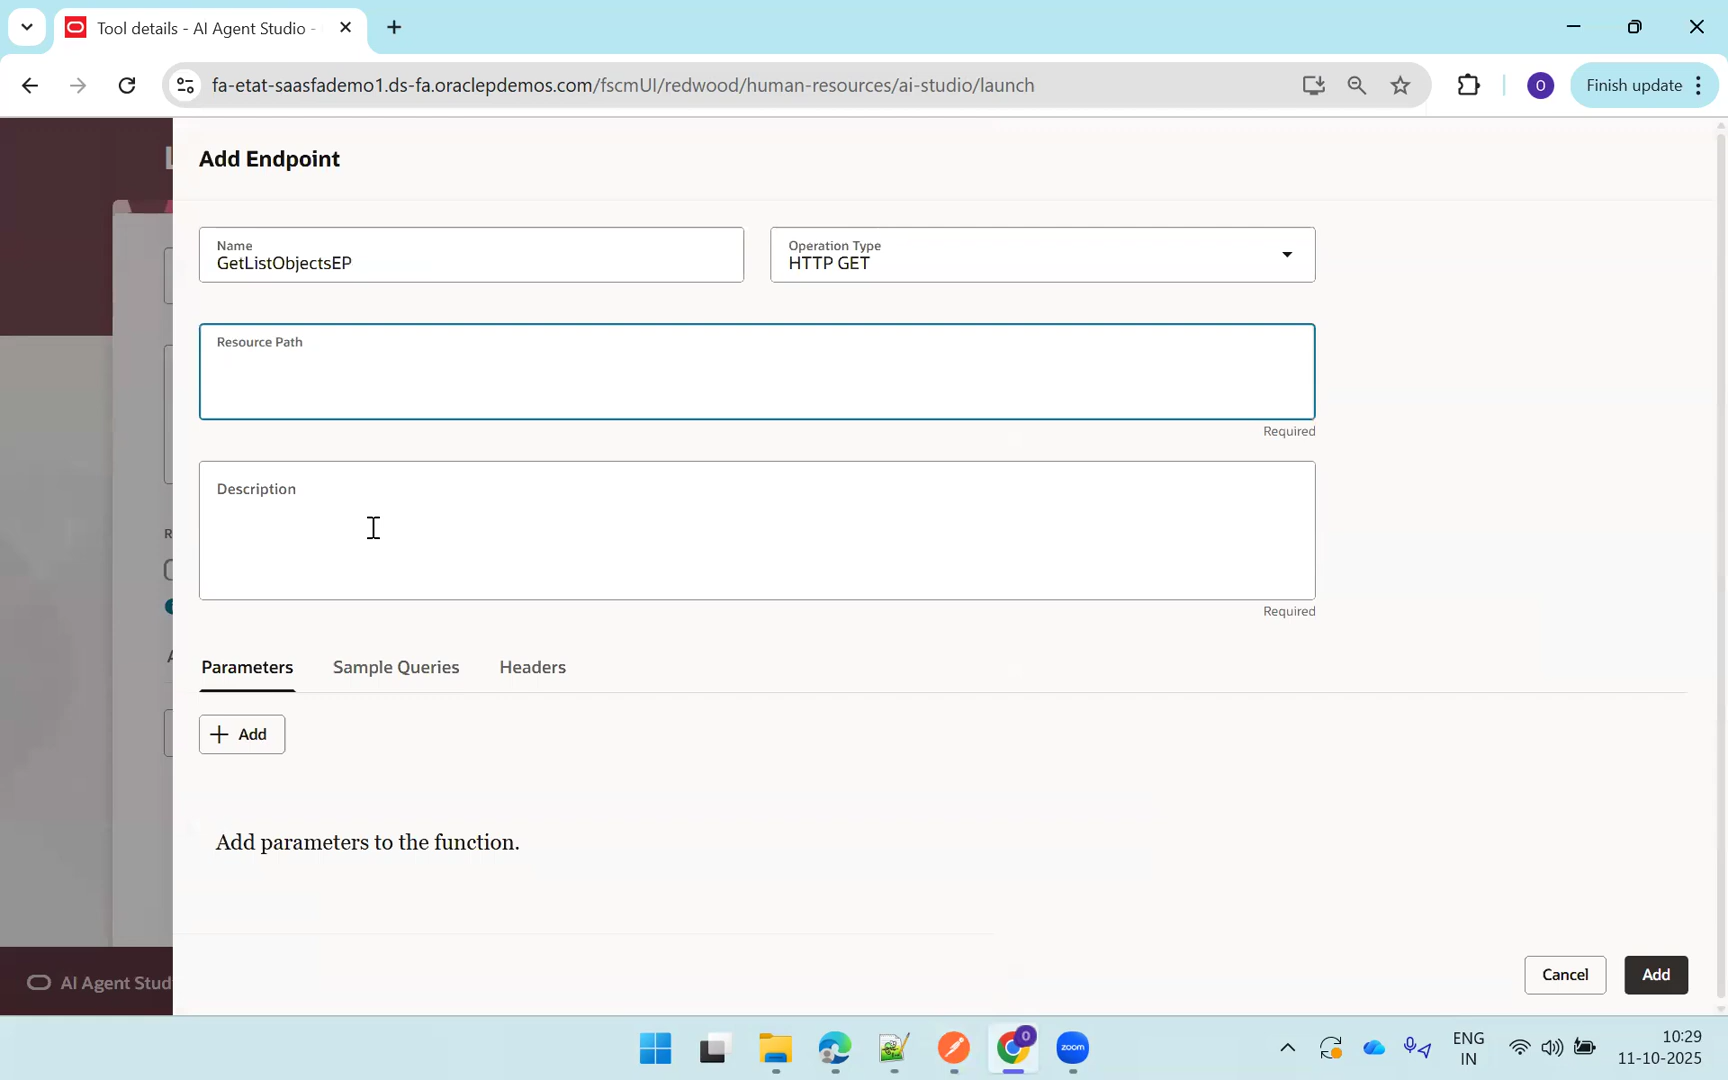 Tool details - AI Agent Studio -
fa-etat-saasfademo1.ds-fa.oraclepdemos.com/fscmUI/redwood/human-resources/ai-studio/launch
O
Finish update
Add Endpoint
Name
GetListObjectsEP
Operation Type
HTTP GET
Resource Path
Required
Description
Required
Parameters
Sample Queries
Headers
Add
Add parameters to the function.
Cancel
Add
AI Agent Stud
zoom
ENG
IN
10:29
11-10-2025